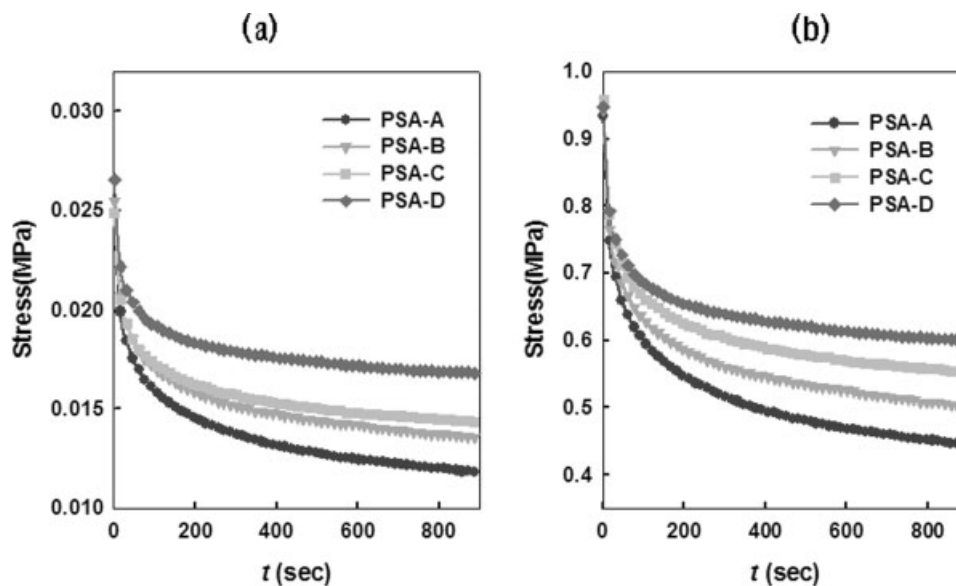 (a)
0.030
0.025
0.020
0.015
0.010
Stress(MPa)
PSA-A
PSA-B
PSA-C
PSA-D
0
200
400
600
800
t (sec)
(b)
1.0
0.9
0.8
0.7
0.6
0.5
0.4
Stress(MPa)
PSA-A
PSA-B
PSA-C
PSA-D
0
200
400
600
800
t (sec)